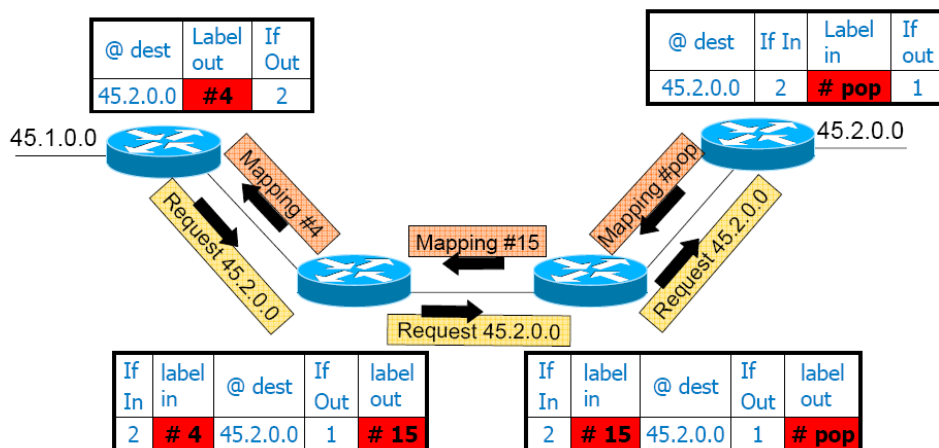 @ dest Label out If Out
45.2.0.0 #4 2
@ dest If In Label in If out
45.2.0.0 2 # pop 1
45.1.0.0
45.2.0.0
Mapping #4
Mapping #pop
Request 45.2.0.0
Mapping #15
Request 45.2.0.0
Request 45.2.0.0
If In label in @ dest If Out label out
2 # 4 45.2.0.0 1 # 15
If In label in @ dest If Out label out
2 # 15 45.2.0.0 1 # pop